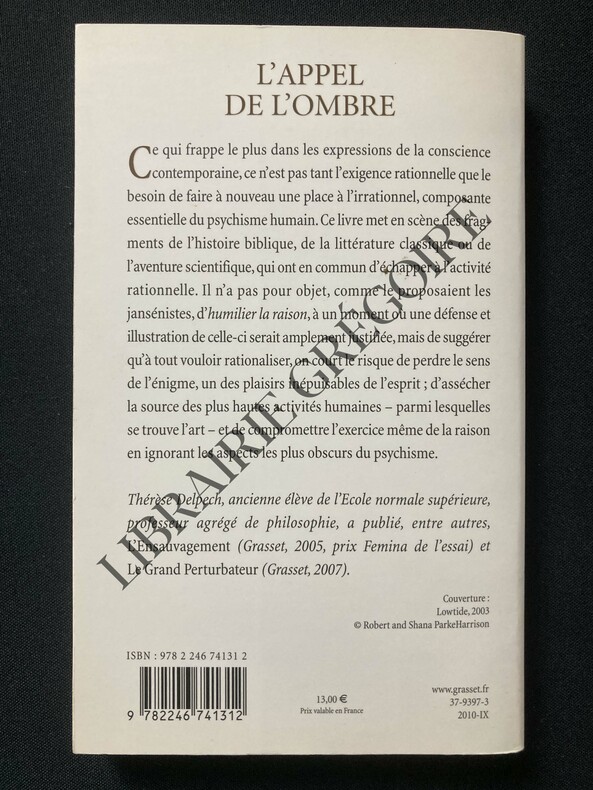 L'APPEL
DE L'OMBRE
Ce qui frappe le plus dans les expressions de la conscience
contemporaine, ce n'est pas tant l'exigence rationnelle que le
besoin de faire à nouveau une place à l'irrationnel, composante
essentielle du psychisme humain. Ce livre met en scène des frag-
ments de l'histoire biblique, de la littérature classique ou de
l'aventure scientifique, qui ont en commun d'échapper à l'activité
rationnelle. Il n'a pas pour objet, comme le proposaient les
jansénistes, d'humilier la raison, à un moment où une défense et
illustration de celle-ci serait amplement justifiée, mais de suggérer
qu'à tout vouloir rationaliser, on court le risque de perdre le sens
de l'énigme, un des plaisirs inépuisables de l'esprit ; d'assécher
la source des plus hautes activités humaines – parmi lesquelles
se trouve l'art – et de compromettre l'exercice même de la raison
en ignorant les aspects les plus obscurs du psychisme.
Thérèse Delpech, ancienne élève de l'Ecole normale supérieure,
professeur agrégé de philosophie, a publié, entre autres,
L'Ensauvagement (Grasset, 2005, prix Femina de l'essai) et
Le Grand Perturbateur (Grasset, 2007).
Couverture :
Lowtide, 2003
© Robert and Shana ParkeHarrison
ISBN : 978 2 246 74131 2
9 782246 741312
13,00 €
Prix valable en France
www.grasset.fr
37-9397-3
2010-IX
LIBRAIRIE GRÉGOIRE